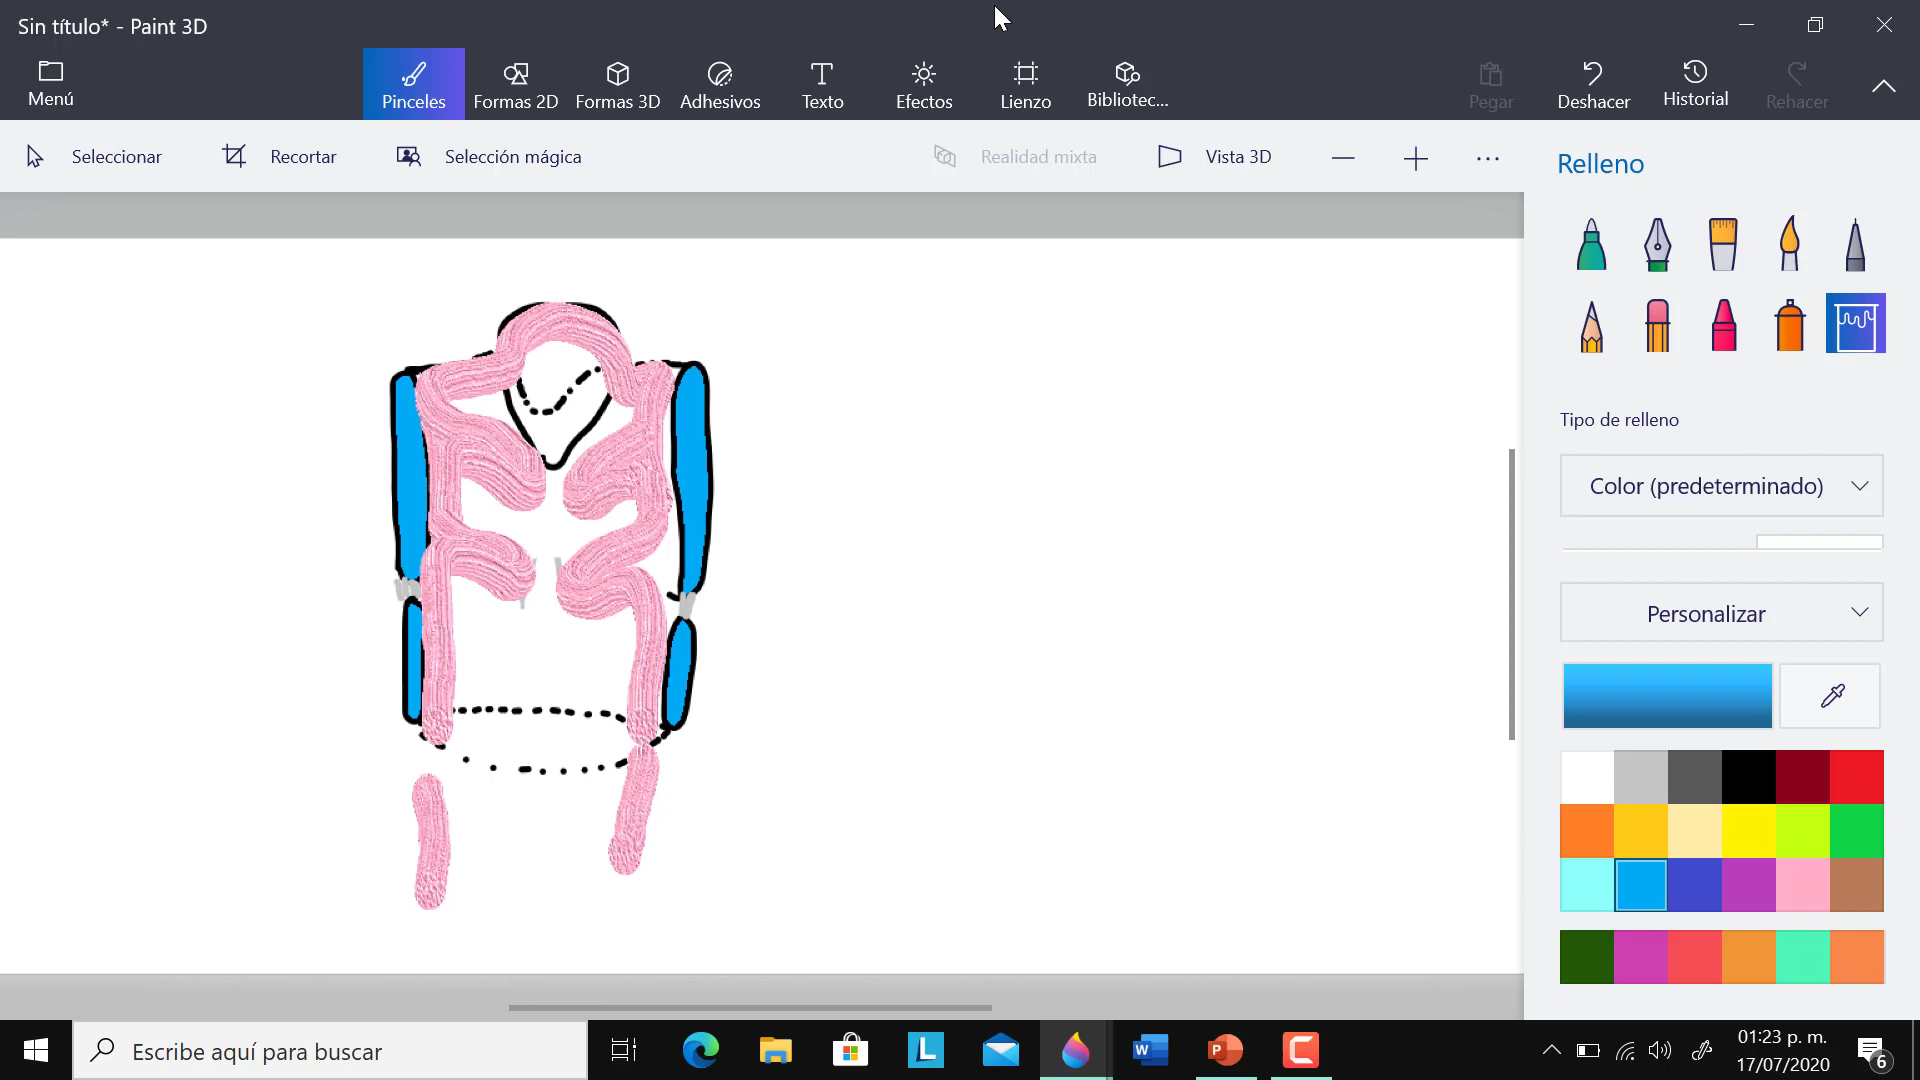 Sin título* - Paint 3D
Menú
Pinceles
Formas 2D
Formas 3D
Adhesivos
Texto
Efectos
Lienzo
Bibliotec...
Pegar
Deshacer
Historial
Rehacer
Seleccionar
Recortar
Selección mágica
Realidad mixta
Vista 3D
Relleno
Tipo de relleno
Color (predeterminado)
Personalizar
Escribe aquí para buscar
L
W
P
01:23 p. m.
17/07/2020
6